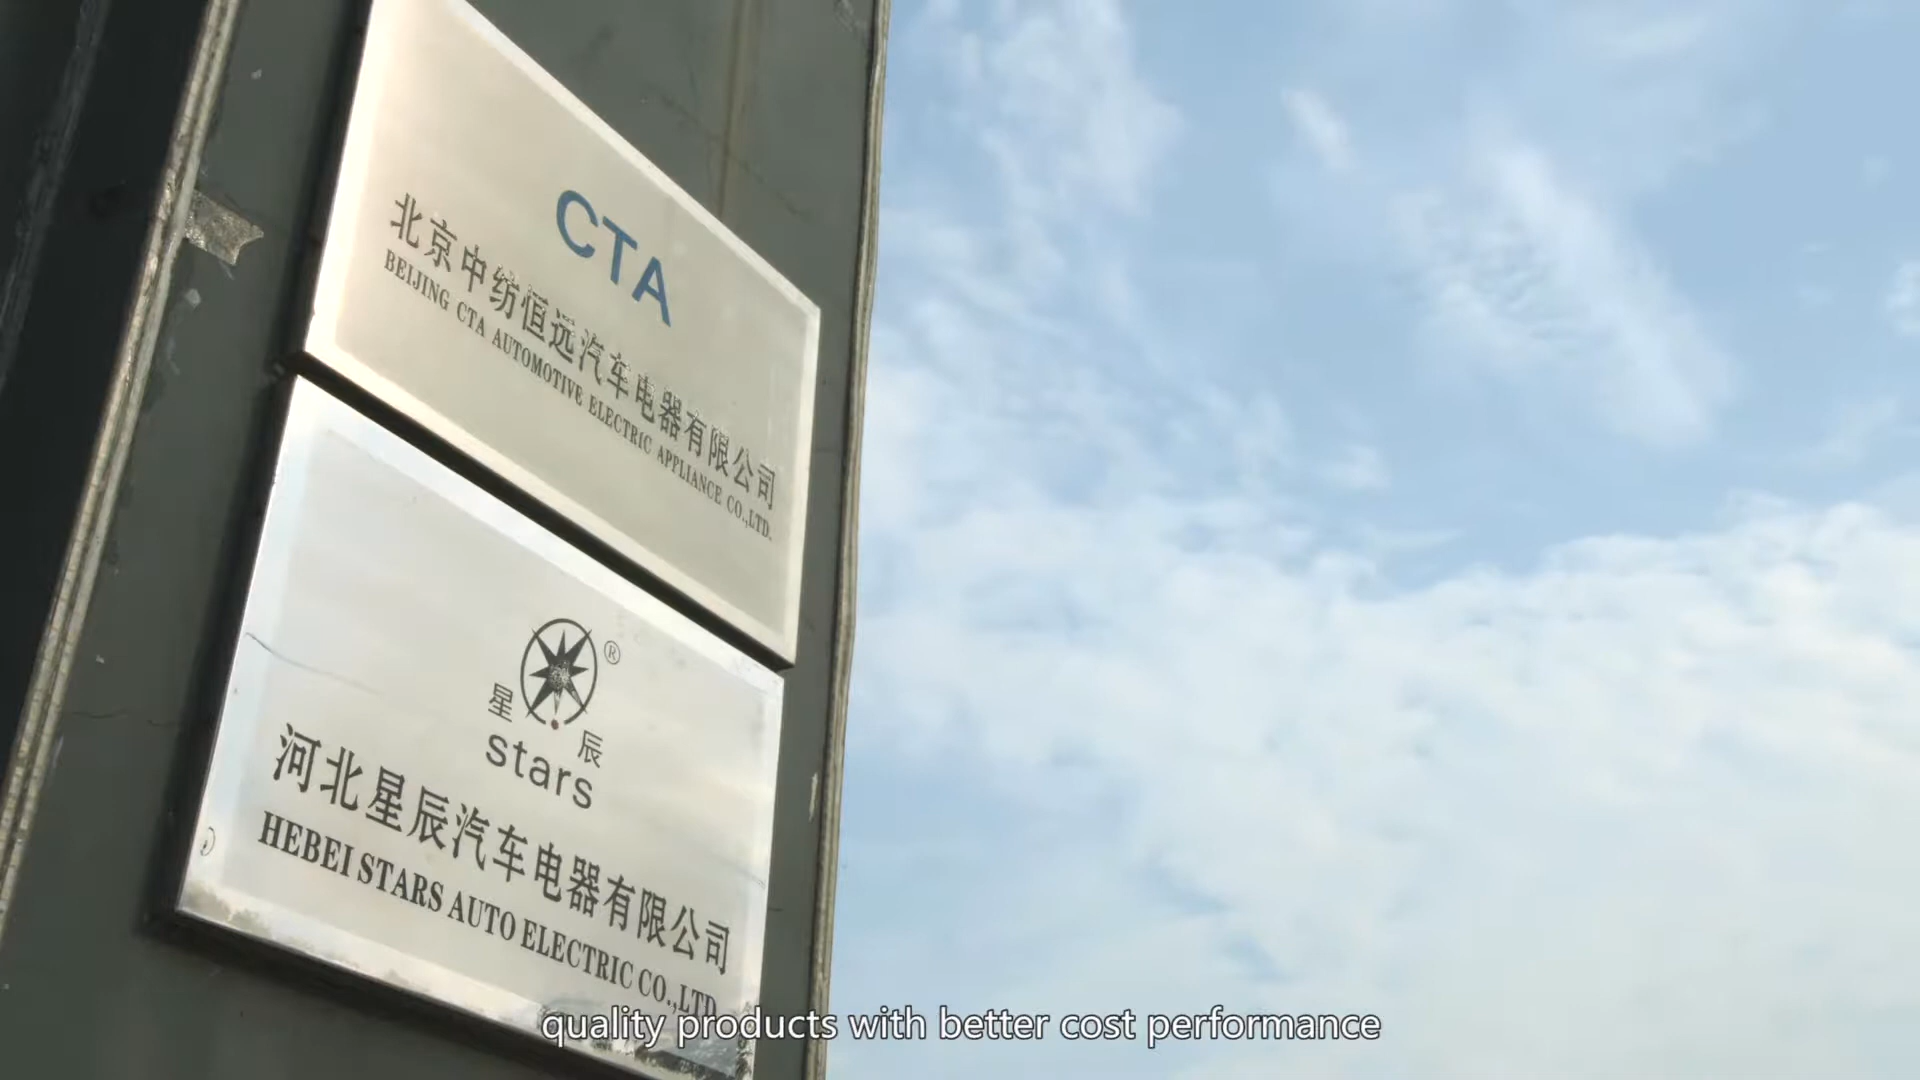 CTA
北京中纺恒远汽车电器有限公司
BEIJING CTA AUTOMOTIVE ELECTRIC APPLIANCE CO.,LTD.
®
星辰
stars
河北星辰汽车电器有限公司
HEBEI STARS AUTO ELECTRIC CO.,LTD
quality products with better cost performance